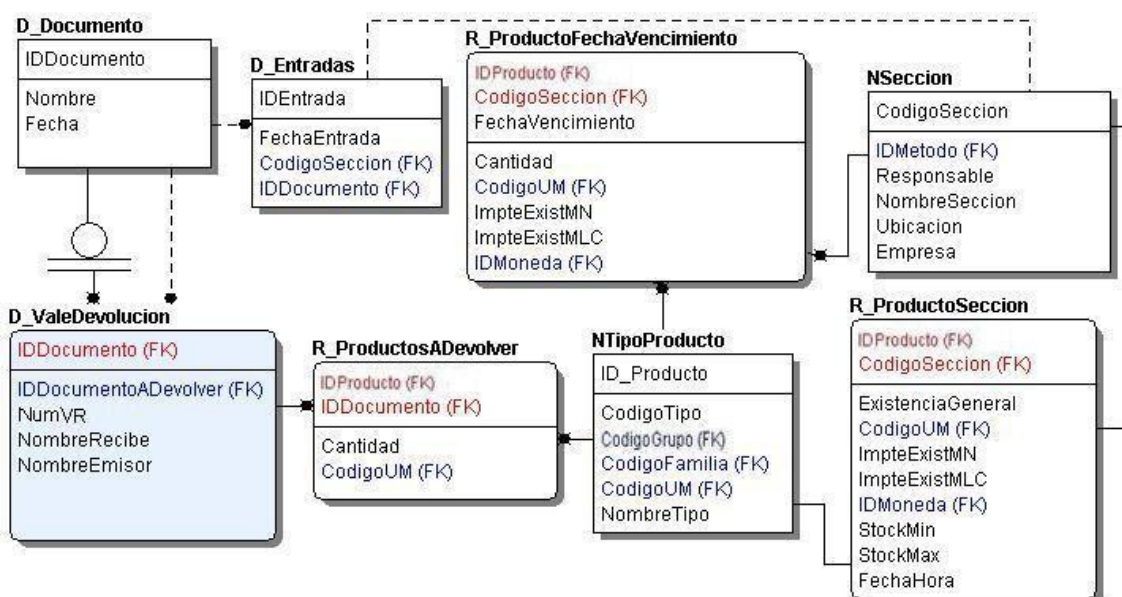 D_Documento
IDDocumento
Nombre
Fecha
D_Entradas
IDEntrada
FechaEntrada
CodigoSeccion (FK)
IDDocumento (FK)
R_ProductoFechaVencimiento
IDProducto (FK)
CodigoSeccion (FK)
FechaVencimiento
Cantidad
CodigoUM (FK)
ImpteExistMN
ImpteExistMLC
IDMoneda (FK)
NSeccion
CodigoSeccion
IDMetodo (FK)
Responsable
NombreSeccion
Ubicacion
Empresa
D_ValeDevolucion
IDDocumento (FK)
IDDocumentoADevolver (FK)
NumVR
NombreRecibe
NombreEmisor
R_ProductosADevolver
IDProducto (FK)
IDDocumento (FK)
Cantidad
CodigoUM (FK)
NTipoProducto
ID_Producto
CodigoTipo
CodigoGrupo (FK)
CodigoFamilia (FK)
CodigoUM (FK)
NombreTipo
R_ProductoSeccion
IDProducto (FK)
CodigoSeccion (FK)
ExistenciaGeneral
CodigoUM (FK)
ImpteExistMN
ImpteExistMLC
IDMoneda (FK)
StockMin
StockMax
FechaHora